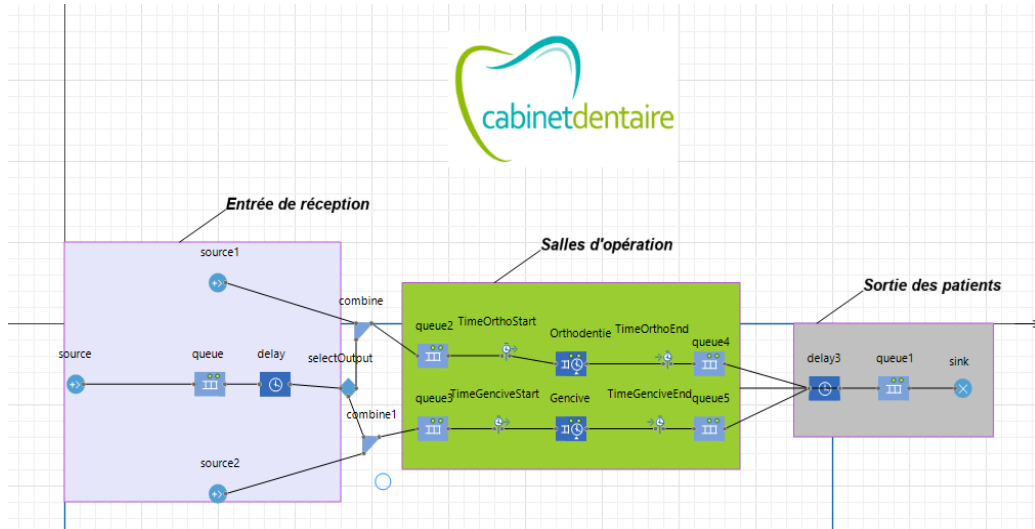 cabinetdentaire
Entrée de réception
source1
source
queue
delay
selectOutput
combine
combine1
source2
Salles d'opération
queue2
TimeOrthoStart
Orthodentie
TimeOrthoEnd
queue4
queue3
TimeGenciveStart
Gencive
TimeGenciveEnd
queue5
Sortie des patients
delay3
queue1
sink